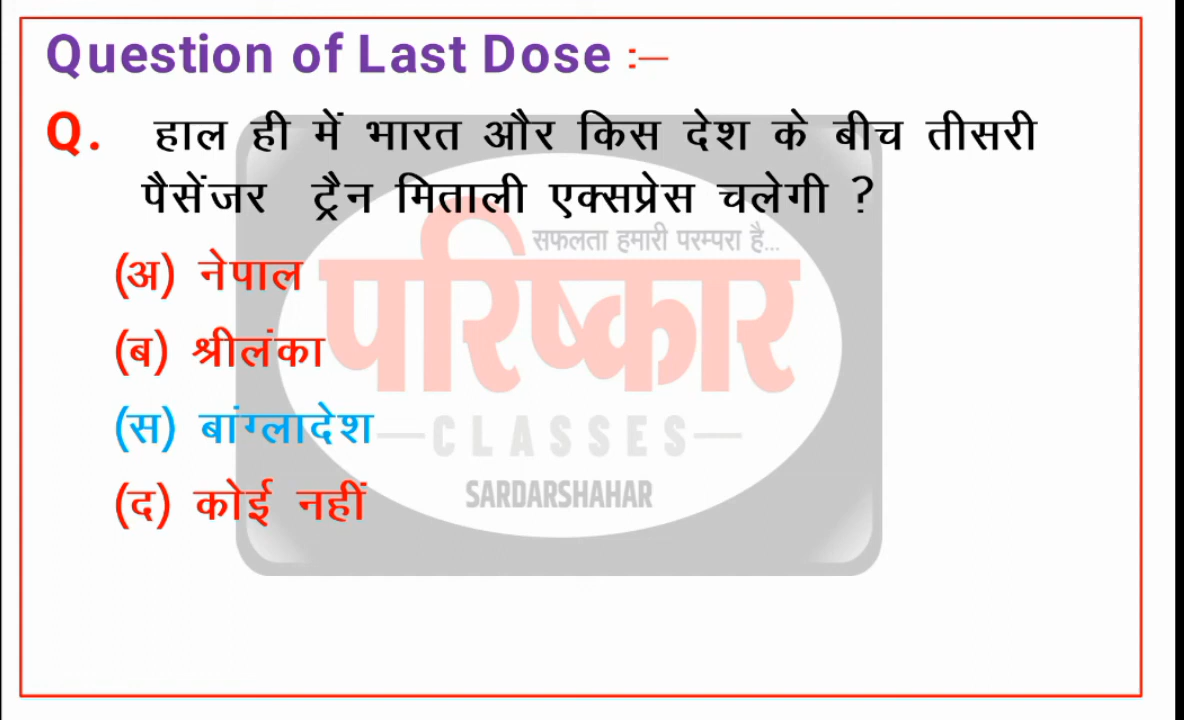 Question of Last Dose :–
Q. हाल ही में भारत और किस देश के बीच तीसरी
पैसेंजर ट्रैन मिताली एक्सप्रेस चलेगी ?
सफलता हमारी परम्परा है...
(अ) नेपाल
परिष्कार
(ब) श्रीलंका
(स) बांग्लादेश
CLASSES
(द) कोई नहीं
SARDARSHAHAR